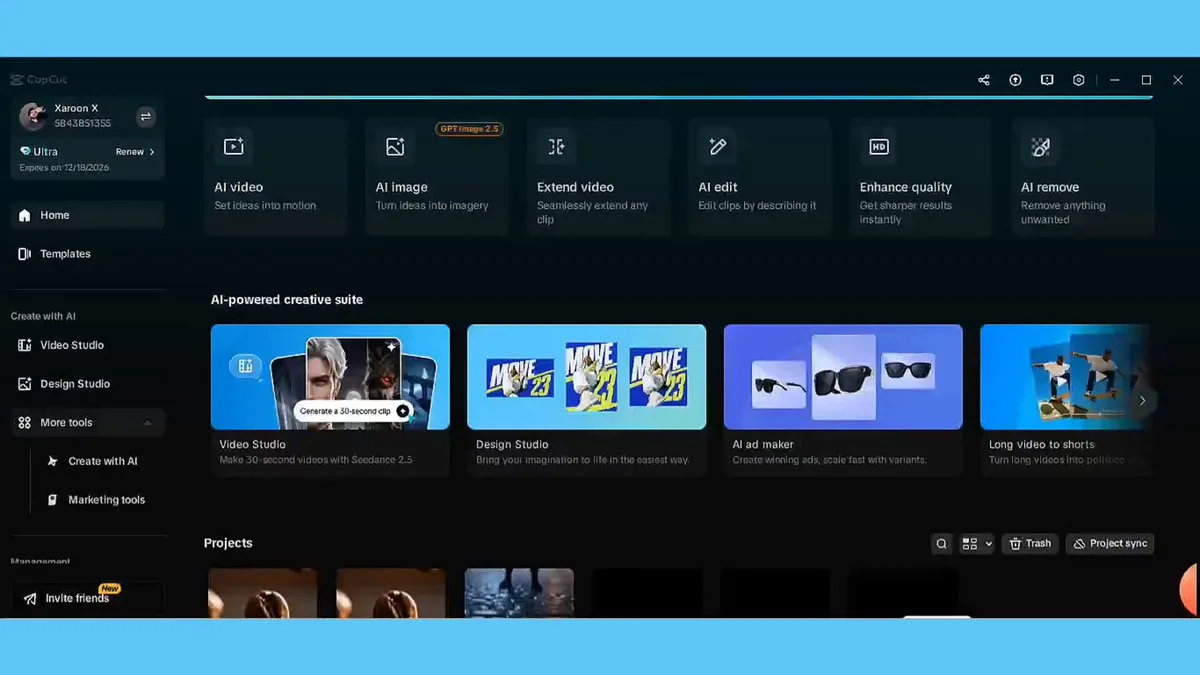 CapCut
Xaroon X
5843851355
Ultra
Renew
Expires on 12/18/2026
Home
Templates
Create with AI
Video Studio
Design Studio
More tools
Create with AI
Marketing tools
Management
Invite friends
New
AI video
Set ideas into motion
GPT Image 2.5
AI image
Turn ideas into imagery
Extend video
Seamlessly extend any
clip
AI edit
Edit clips by describing it
HD
Enhance quality
Get sharper results
instantly
AI remove
Remove anything
unwanted
AI-powered creative suite
Generate a 30-second clip
Video Studio
Make 30-second videos with Seedance 2.5
MOVE
23
MOVE
23
MOVE
23
Design Studio
Bring your imagination to life in the easiest way.
AI ad maker
Create winning ads, scale fast with variants.
Long video to shorts
Turn long videos into
Projects
Trash
Project sync